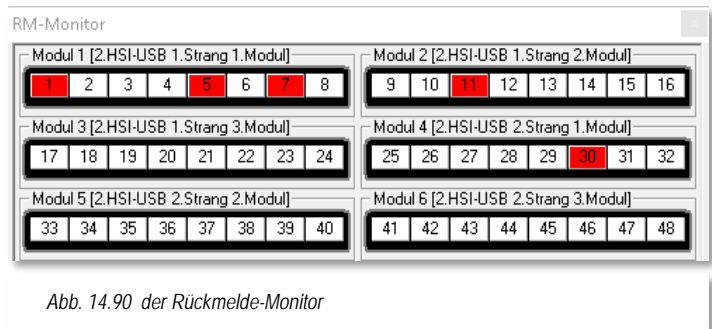 RM-Monitor
x
Modul 1 [2.HSI-USB 1.Strang 1.Modul]
1 2 3 4 5 6 7 8
Modul 2 [2.HSI-USB 1.Strang 2.Modul]
9 10 11 12 13 14 15 16
Modul 3 [2.HSI-USB 1.Strang 3.Modul]
17 18 19 20 21 22 23 24
Modul 4 [2.HSI-USB 2.Strang 1.Modul]
25 26 27 28 29 30 31 32
Modul 5 [2.HSI-USB 2.Strang 2.Modul]
33 34 35 36 37 38 39 40
Modul 6 [2.HSI-USB 2.Strang 3.Modul]
41 42 43 44 45 46 47 48
Abb. 14.90 der Rückmelde-Monitor